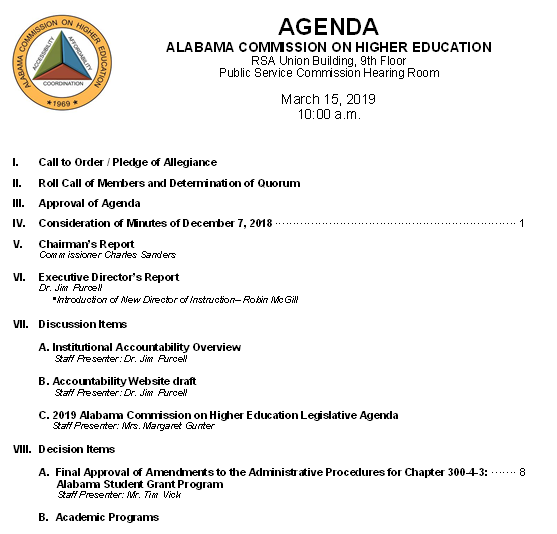 ALABAMA COMMISSION ON HIGHER EDUCATION
ACCESSIBILITY
AFFORDABILITY
COORDINATION
★1969★
AGENDA
ALABAMA COMMISSION ON HIGHER EDUCATION
RSA Union Building, 9th Floor
Public Service Commission Hearing Room
March 15, 2019
10:00 a.m.
I. Call to Order / Pledge of Allegiance
II. Roll Call of Members and Determination of Quorum
III. Approval of Agenda
IV. Consideration of Minutes of December 7, 2018 ·································································· 1
V. Chairman's Report
Commissioner Charles Sanders
VI. Executive Director's Report
Dr. Jim Purcell
•Introduction of New Director of Instruction– Robin McGill
VII. Discussion Items
A. Institutional Accountability Overview
Staff Presenter: Dr. Jim Purcell
B. Accountability Website draft
Staff Presenter: Dr. Jim Purcell
C. 2019 Alabama Commission on Higher Education Legislative Agenda
Staff Presenter: Mrs. Margaret Gunter
VIII. Decision Items
A. Final Approval of Amendments to the Administrative Procedures for Chapter 300-4-3: ······· 8
Alabama Student Grant Program
Staff Presenter: Mr. Tim Vick
B. Academic Programs